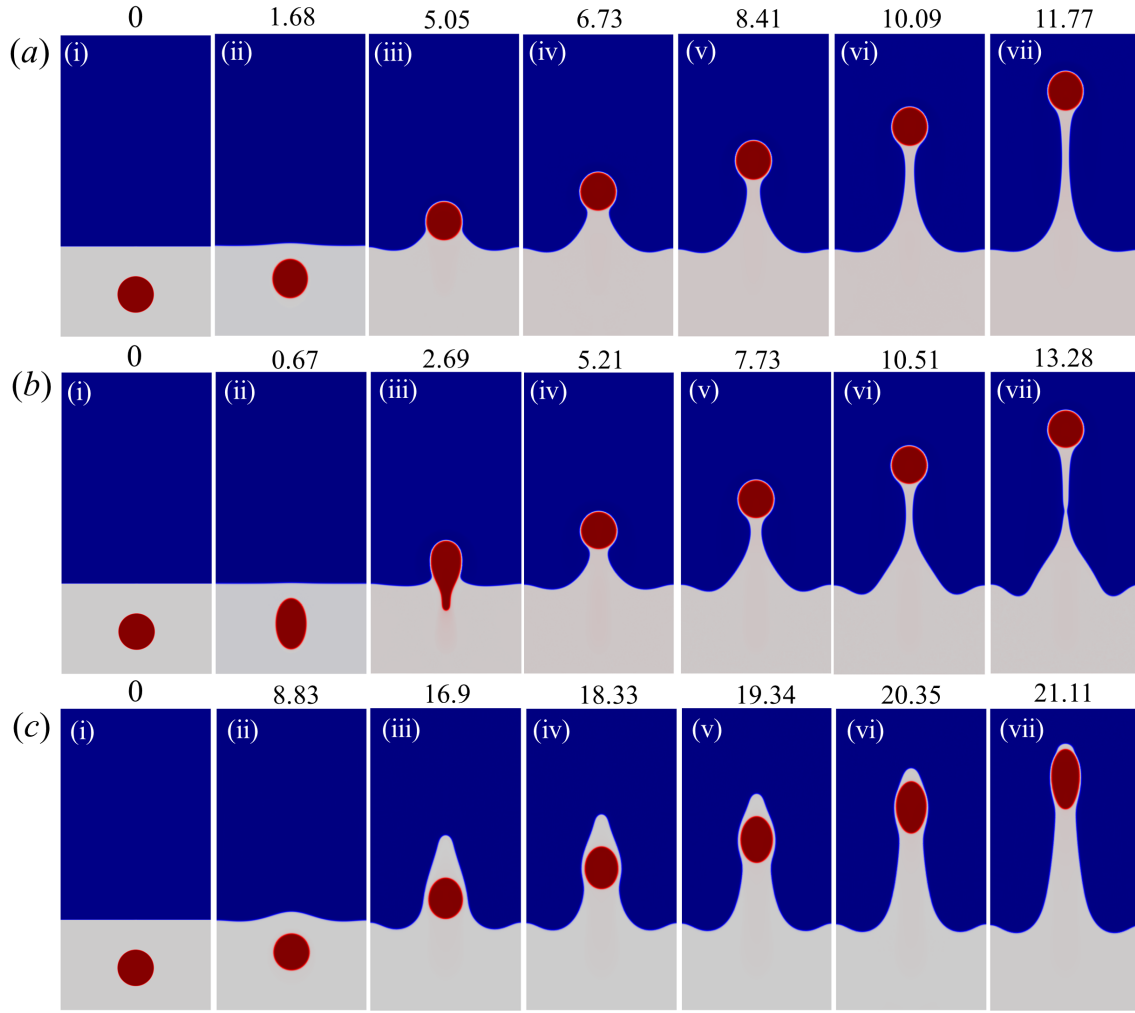 0 1.68 5.05 6.73 8.41 10.09 11.77
(a) (i) (ii) (iii) (iv) (v) (vi) (vii)
0 0.67 2.69 5.21 7.73 10.51 13.28
(b) (i) (ii) (iii) (iv) (v) (vi) (vii)
0 8.83 16.9 18.33 19.34 20.35 21.11
(c) (i) (ii) (iii) (iv) (v) (vi) (vii)